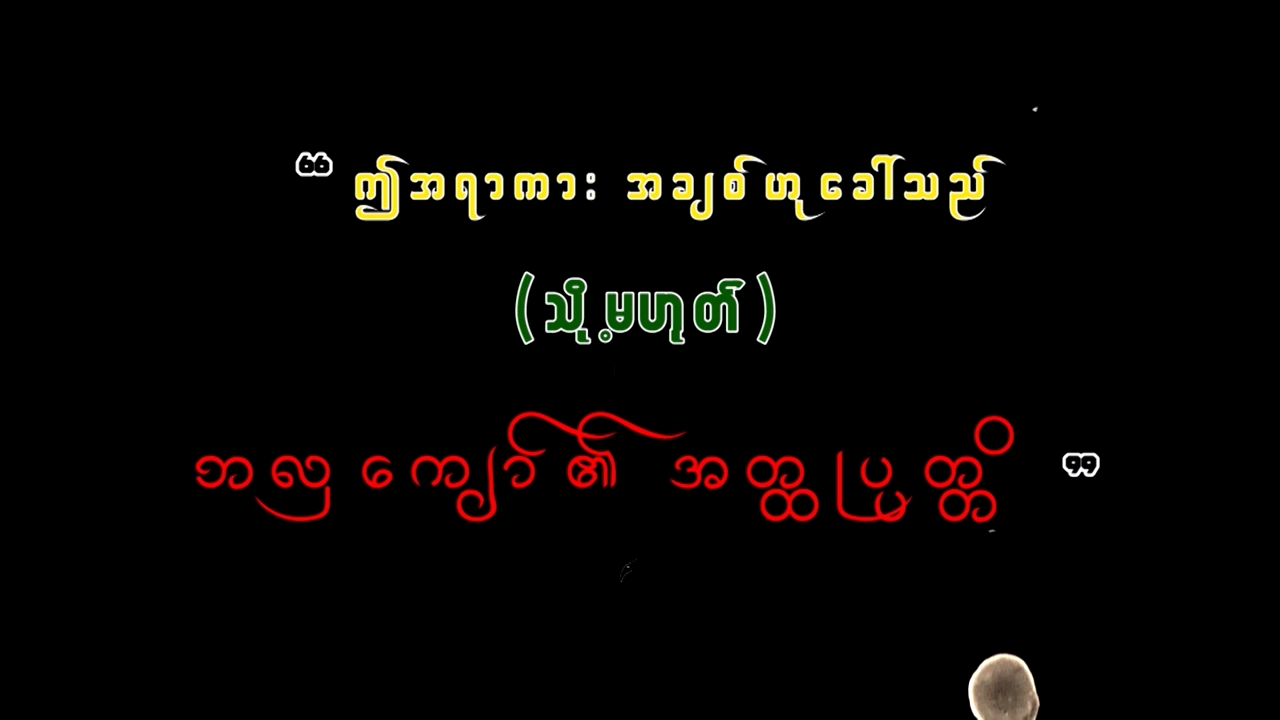 “ ဤအရာကား အချစ်ဟုခေါ်သည်
(သို့မဟုတ်)
ဘလူကျော်၏ အတ္ထုပ္ပြတ္တိ ”